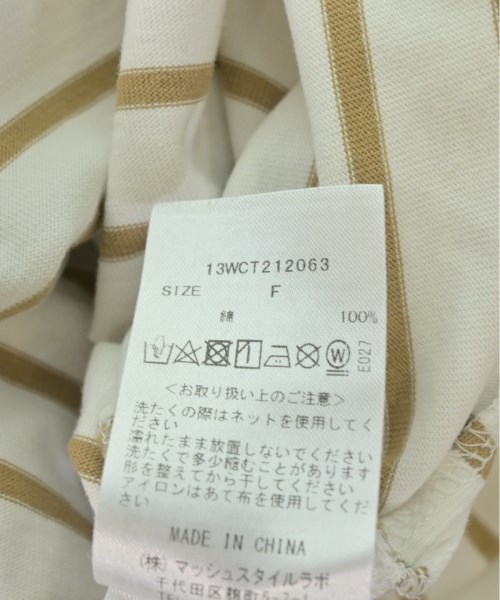 13WCT212063
SIZE F
綿 100%
W
E027
<お取り扱い上のご注意>
洗たくの際はネットを使用してく
ださい
濡れたまま放置しないでください
洗たくで多少縮むことがあります
形を整えてから干してください
アイロンはあて布を使用してくだ
さい
MADE IN CHINA
(株)マッシュスタイルラボ
千代田区麹町5-7-1